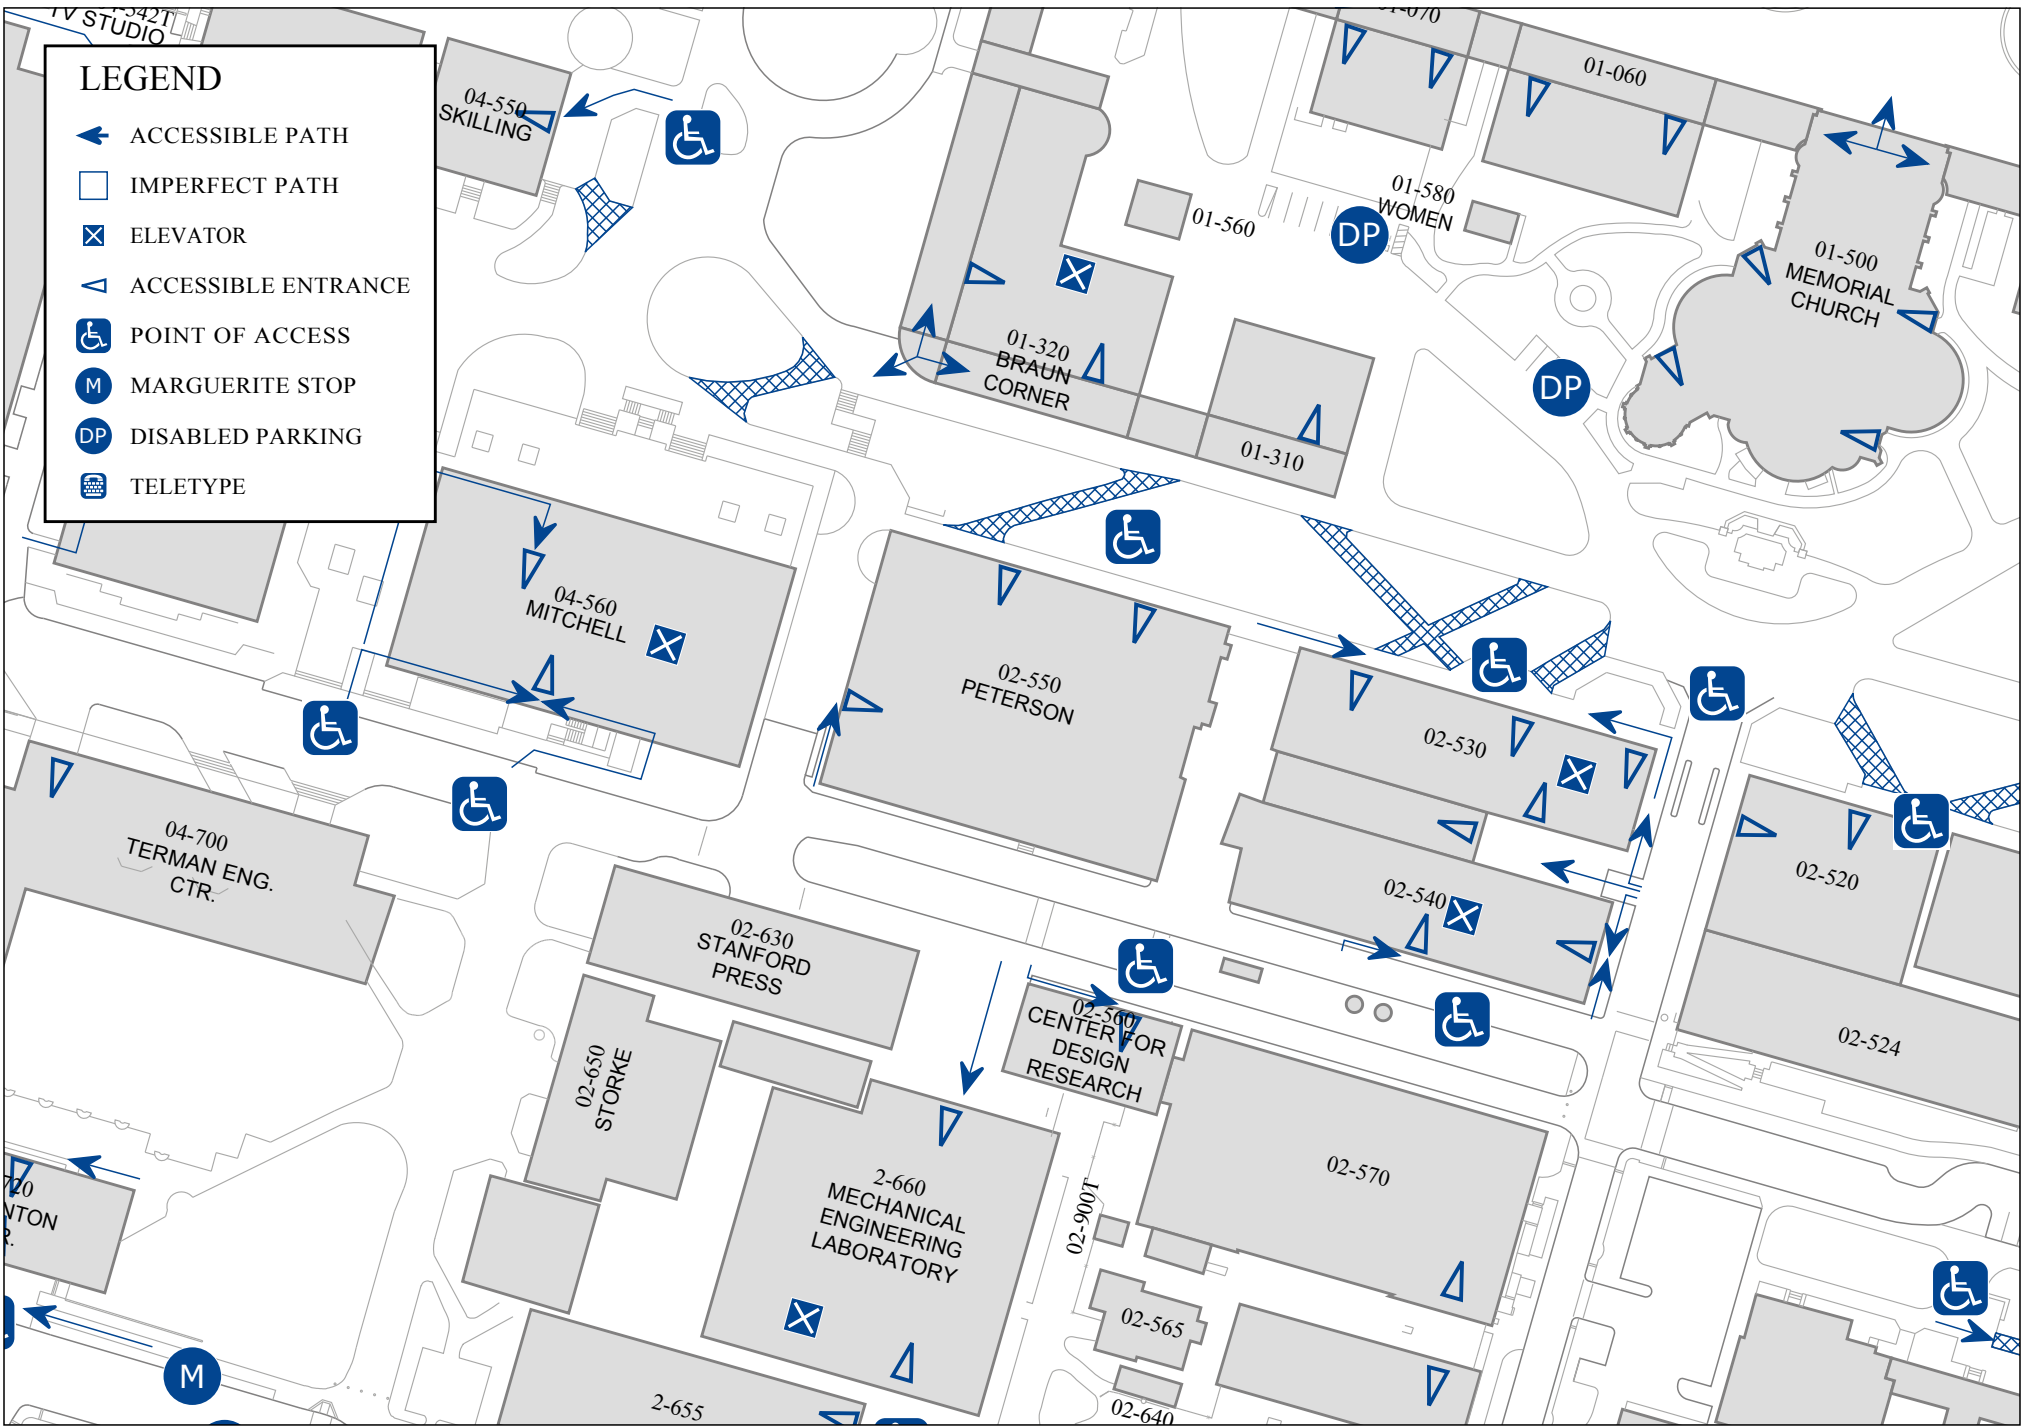 TV STUDIO
LEGEND
ACCESSIBLE PATH
IMPERFECT PATH
ELEVATOR
ACCESSIBLE ENTRANCE
POINT OF ACCESS
M MARGUERITE STOP
DP DISABLED PARKING
TELETYPE
04-550
SKILLING
01-060
01-580
WOMEN
DP
01-560
01-500
MEMORIAL
CHURCH
01-320
BRAUN
CORNER
DP
01-310
04-560
MITCHELL
02-550
PETERSON
02-530
04-700
TERMAN ENG.
CTR.
02-540
02-520
02-630
STANFORD
PRESS
02-560
CENTER FOR
DESIGN
RESEARCH
02-524
02-650
STORKE
02-570
2-660
MECHANICAL
ENGINEERING
LABORATORY
02-900T
02-565
M
2-655
02-640